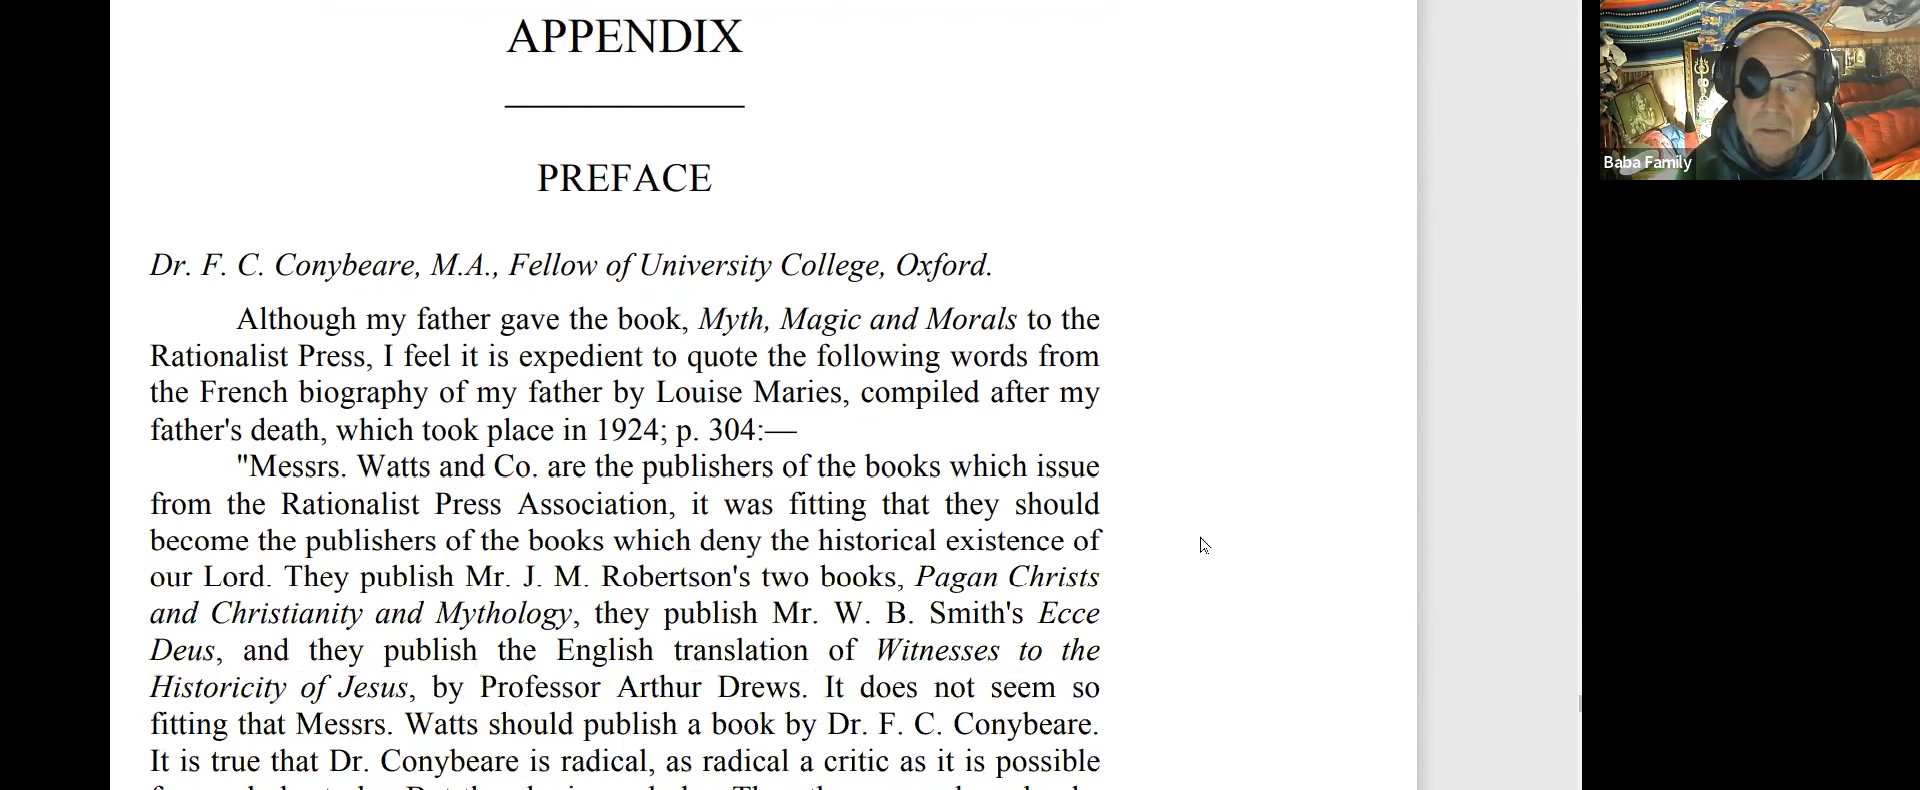 APPENDIX
PREFACE
Dr. F. C. Conybeare, M.A., Fellow of University College, Oxford.
Although my father gave the book, Myth, Magic and Morals to the
Rationalist Press, I feel it is expedient to quote the following words from
the French biography of my father by Louise Maries, compiled after my
father's death, which took place in 1924; p. 304:—
"Messrs. Watts and Co. are the publishers of the books which issue
from the Rationalist Press Association, it was fitting that they should
become the publishers of the books which deny the historical existence of
our Lord. They publish Mr. J. M. Robertson's two books, Pagan Christs
and Christianity and Mythology, they publish Mr. W. B. Smith's Ecce
Deus, and they publish the English translation of Witnesses to the
Historicity of Jesus, by Professor Arthur Drews. It does not seem so
fitting that Messrs. Watts should publish a book by Dr. F. C. Conybeare.
It is true that Dr. Conybeare is radical, as radical a critic as it is possible
Baba Family